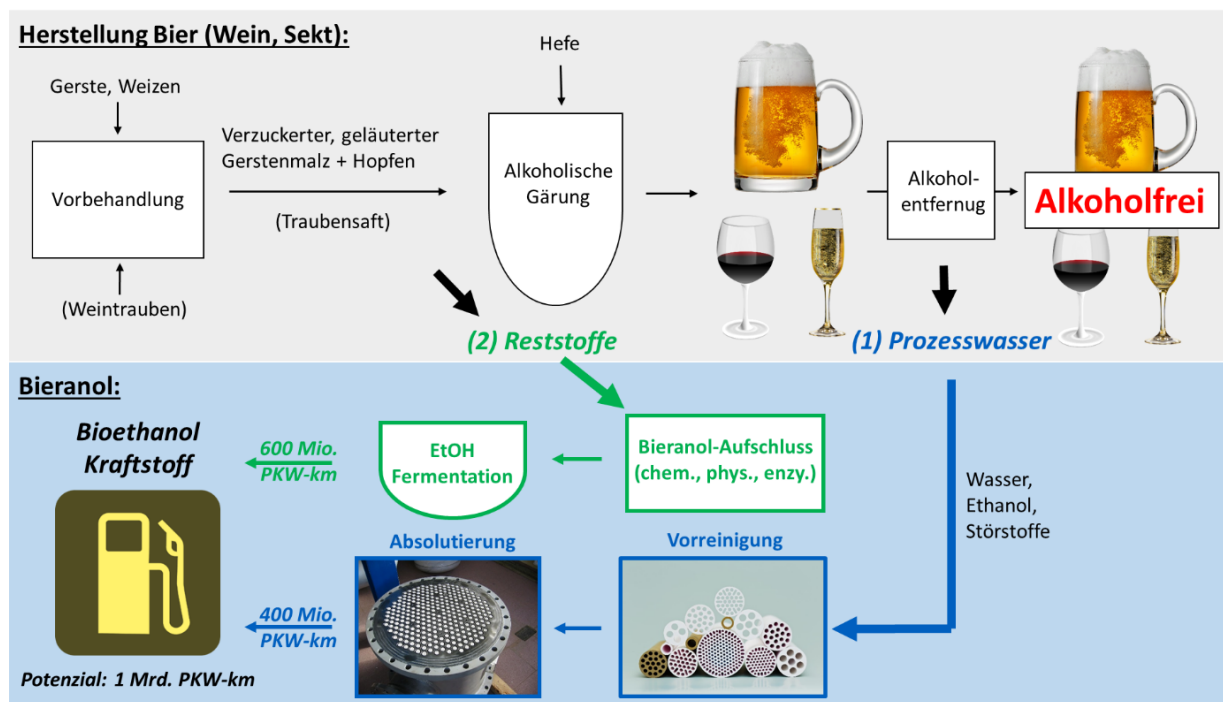 Herstellung Bier (Wein, Sekt):
Hefe
Gerste, Weizen
Verzuckerter, geläuterter
Gerstenmalz + Hopfen
Vorbehandlung
(Traubensaft)
(Weintrauben)
Alkoholische
Gärung
Alkohol-
entfernug
Alkoholfrei
(2) Reststoffe
(1) Prozesswasser
Bieranol:
Bioethanol
Kraftstoff
600 Mio.
PKW-km
EtOH
Fermentation
Bieranol-Aufschluss
(chem., phys., enzy.)
Wasser,
Ethanol,
Störstoffe
Absolutierung
Vorreinigung
400 Mio.
PKW-km
Potenzial: 1 Mrd. PKW-km